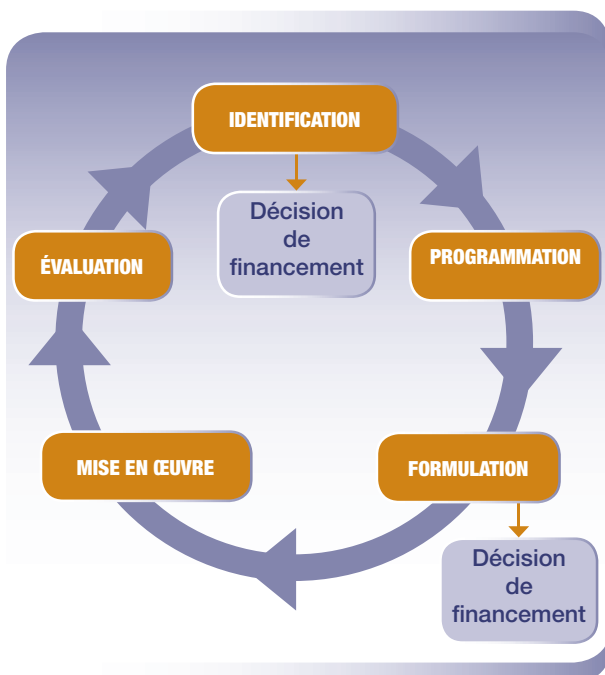 IDENTIFICATION
Décision
de
financement
PROGRAMMATION
ÉVALUATION
MISE EN ŒUVRE
FORMULATION
Décision
de
financement